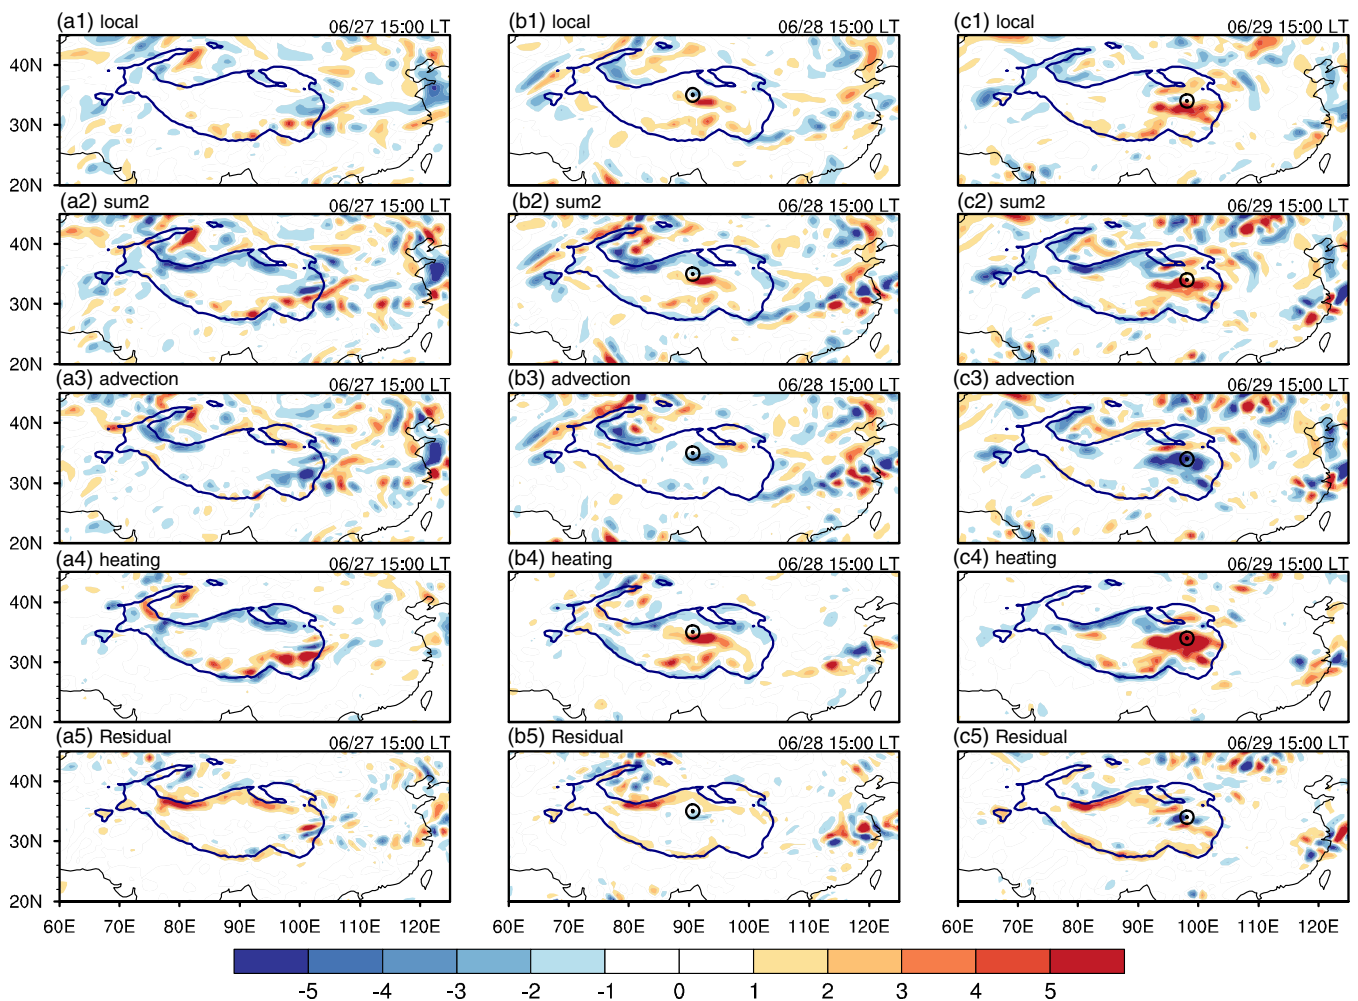 (a1) local 06/27 15:00 LT (b1) local 06/28 15:00 LT (c1) local 06/29 15:00 LT
40N
30N
20N
(a2) sum2 06/27 15:00 LT (b2) sum2 06/28 15:00 LT (c2) sum2 06/29 15:00 LT
40N
30N
20N
(a3) advection 06/27 15:00 LT (b3) advection 06/28 15:00 LT (c3) advection 06/29 15:00 LT
40N
30N
20N
(a4) heating 06/27 15:00 LT (b4) heating 06/28 15:00 LT (c4) heating 06/29 15:00 LT
40N
30N
20N
(a5) Residual 06/27 15:00 LT (b5) Residual 06/28 15:00 LT (c5) Residual 06/29 15:00 LT
40N
30N
20N
60E 70E 80E 90E 100E 110E 120E 60E 70E 80E 90E 100E 110E 120E 60E 70E 80E 90E 100E 110E 120E
-5 -4 -3 -2 -1 0 1 2 3 4 5